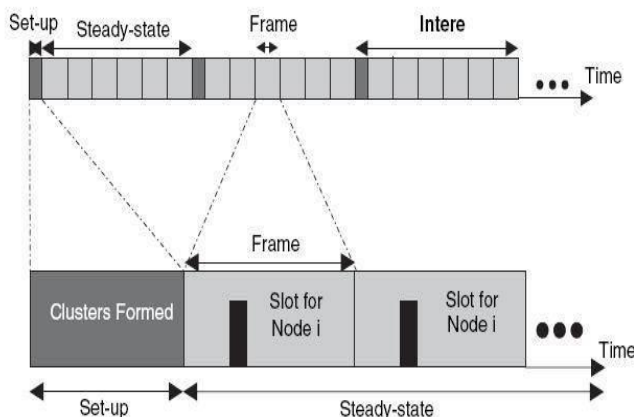 Set-up
Steady-state
Frame
Intere
Time
Frame
Clusters Formed
Slot for
Node i
Slot for
Node i
Time
Set-up
Steady-state